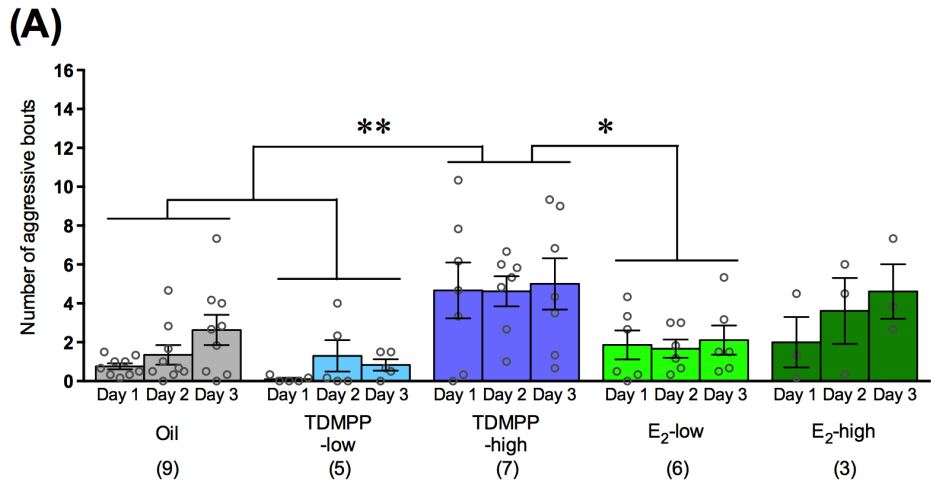 (A)
Number of aggressive bouts
16
14
12
10
8
6
4
2
0
** *
Day 1 Day 2 Day 3 Day 1 Day 2 Day 3 Day 1 Day 2 Day 3 Day 1 Day 2 Day 3 Day 1 Day 2 Day 3
Oil
TDMPP
-low
TDMPP
-high
E₂-low
E₂-high
(9) (5) (7) (6) (3)